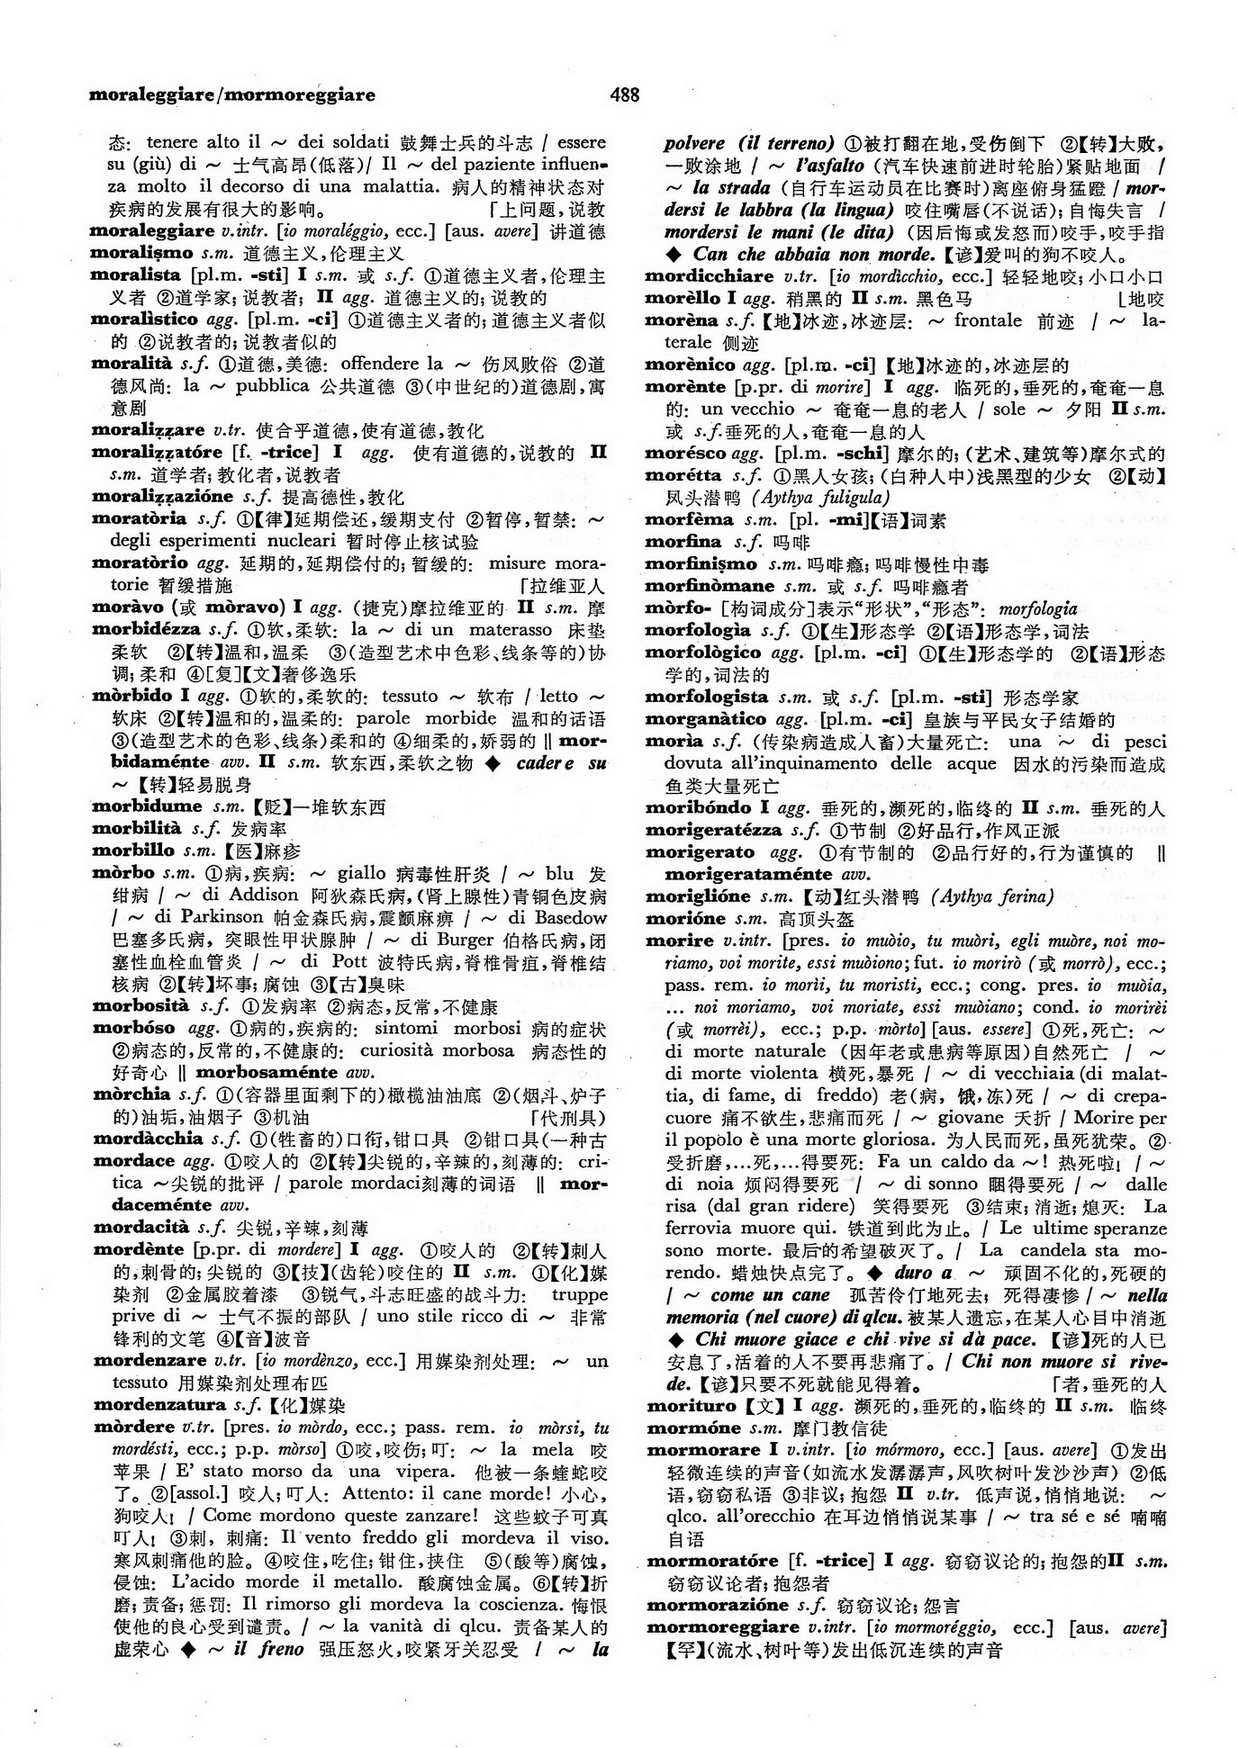 moraleggiare/mormoreggiare
488
态: tenere alto il ～ dei soldati 鼓舞士兵的斗志 / essere
su (giù) di ～ 士气高昂(低落)/ Il ～ del paziente influen-
za molto il decorso di una malattia. 病人的精神状态对
疾病的发展有很大的影响。 「上问题,说教
moraleggiare v.intr. [io moraléggio, ecc.] [aus. avere] 讲道德
moralismo s.m. 道德主义,伦理主义
moralista [pl.m. -sti] I s.m. 或 s.f. ①道德主义者,伦理主
义者 ②道学家; 说教者; II agg. 道德主义的; 说教的
moralìstico agg. [pl.m. -ci] ①道德主义者的; 道德主义者似
的 ②说教者的; 说教者似的
moralità s.f. ①道德,美德: offendere la ～ 伤风败俗 ②道
德风尚: la ～ pubblica 公共道德 ③(中世纪的)道德剧,寓
意剧
moralizzare v.tr. 使合乎道德,使有道德,教化
moralizzatóre [f. -trice] I agg. 使有道德的,说教的 II
s.m. 道学者; 教化者,说教者
moralizzazióne s.f. 提高德性,教化
moratòria s.f. ①【律】延期偿还,缓期支付 ②暂停,暂禁: ～
degli esperimenti nucleari 暂时停止核试验
moratòrio agg. 延期的,延期偿付的; 暂缓的: misure mora-
torie 暂缓措施 「拉维亚人
moràvo (或 mòravo) I agg. (捷克)摩拉维亚的 II s.m. 摩
morbidézza s.f. ①软,柔软: la ～ di un materasso 床垫
柔软 ②【转】温和,温柔 ③(造型艺术中色彩、线条等的)协
调; 柔和 ④[复]【文】奢侈逸乐
mòrbido I agg. ①软的,柔软的: tessuto ～ 软布 / letto ～
软床 ②【转】温和的,温柔的: parole morbide 温和的话语
③(造型艺术的色彩、线条)柔和的 ④细柔的,娇弱的 ‖ mor-
bidaménte avv. II s.m. 软东西,柔软之物 ◆ cadere su
～ 【转】轻易脱身
morbidume s.m. 【贬】一堆软东西
morbilità s.f. 发病率
morbillo s.m. 【医】麻疹
mòrbo s.m. ①病,疾病: ～ giallo 病毒性肝炎 / ～ blu 发
绀病 / ～ di Addison 阿狄森氏病,(肾上腺性)青铜色皮病
/ ～ di Parkinson 帕金森氏病,震颤麻痹 / ～ di Basedow
巴塞多氏病, 突眼性甲状腺肿 / ～ di Burger 伯格氏病,闭
塞性血栓血管炎 / ～ di Pott 波特氏病,脊椎骨疽,脊椎结
核病 ②【转】坏事; 腐蚀 ③【古】臭味
morbosità s.f. ①发病率 ②病态,反常,不健康
morbóso agg. ①病的,疾病的: sintomi morbosi 病的症状
②病态的,反常的,不健康的: curiosità morbosa 病态性的
好奇心 ‖ morbosaménte avv.
mòrchia s.f. ①(容器里面剩下的)橄榄油油底 ②(烟斗、炉子
的)油垢,油烟子 ③机油 「代刑具)
mordàcchia s.f. ①(牲畜的)口衔,钳口具 ②钳口具(一种古
mordace agg. ①咬人的 ②【转】尖锐的,辛辣的,刻薄的: cri-
tica ～尖锐的批评 / parole mordaci刻薄的词语 ‖ mor-
daceménte avv.
mordacità s.f. 尖锐,辛辣,刻薄
mordènte [p.pr. di mordere] I agg. ①咬人的 ②【转】刺人
的,刺骨的; 尖锐的 ③【技】(齿轮)咬住的 II s.m. ①【化】媒
染剂 ②金属胶着漆 ③锐气,斗志旺盛的战斗力: truppe
prive di ～ 士气不振的部队 / uno stile ricco di ～ 非常
锋利的文笔 ④【音】波音
mordenzare v.tr. [io mordènzo, ecc.] 用媒染剂处理: ～ un
tessuto 用媒染剂处理布匹
mordenzatura s.f. 【化】媒染
mòrdere v.tr. [pres. io mòrdo, ecc.; pass. rem. io mòrsi, tu
mordésti, ecc.; p.p. mòrso] ①咬,咬伤; 叮: ～ la mela 咬
苹果 / E' stato morso da una vipera. 他被一条蝰蛇咬
了。②[assol.] 咬人; 叮人: Attento: il cane morde! 小心,
狗咬人! / Come mordono queste zanzare! 这些蚊子可真
叮人! ③刺, 刺痛: Il vento freddo gli mordeva il viso.
寒风刺痛他的脸。④咬住,吃住; 钳住,挟住 ⑤(酸等)腐蚀,
侵蚀: L'acido morde il metallo. 酸腐蚀金属。⑥【转】折
磨; 责备; 惩罚: Il rimorso gli mordeva la coscienza. 悔恨
使他的良心受到谴责。/ ～ la vanità di qlcu. 责备某人的
虚荣心 ◆ ～ il freno 强压怒火,咬紧牙关忍受 / ～ la
polvere (il terreno) ①被打翻在地,受伤倒下 ②【转】大败,
一败涂地 / ～ l'asfalto (汽车快速前进时轮胎)紧贴地面 /
～ la strada (自行车运动员在比赛时)离座俯身猛蹬 / mor-
dersi le labbra (la lingua) 咬住嘴唇(不说话); 自悔失言 /
mordersi le mani (le dita) (因后悔或发怒而)咬手,咬手指
◆ Can che abbaia non morde. 【谚】爱叫的狗不咬人。
mordicchiare v.tr. [io mordìcchio, ecc.] 轻轻地咬; 小口小口
morèllo I agg. 稍黑的 II s.m. 黑色马 ⌊地咬
morèna s.f. 【地】冰迹,冰迹层: ～ frontale 前迹 / ～ la-
terale 侧迹
morènico agg. [pl.m. -ci] 【地】冰迹的,冰迹层的
morènte [p.pr. di morire] I agg. 临死的,垂死的,奄奄一息
的: un vecchio ～ 奄奄一息的老人 / sole ～ 夕阳 II s.m.
或 s.f.垂死的人,奄奄一息的人
morésco agg. [pl.m. -schi] 摩尔的; (艺术、建筑等)摩尔式的
morétta s.f. ①黑人女孩; (白种人中)浅黑型的少女 ②【动】
凤头潜鸭 (Aythya fuligula)
morfèma s.m. [pl. -mi]【语】词素
morfina s.f. 吗啡
morfinismo s.m. 吗啡瘾; 吗啡慢性中毒
morfinòmane s.m. 或 s.f. 吗啡瘾者
mòrfo- [构词成分]表示“形状”,“形态”: morfologia
morfologìa s.f. ①【生】形态学 ②【语】形态学,词法
morfològico agg. [pl.m. -ci] ①【生】形态学的 ②【语】形态
学的,词法的
morfologista s.m. 或 s.f. [pl.m. -sti] 形态学家
morganàtico agg. [pl.m. -ci] 皇族与平民女子结婚的
morìa s.f. (传染病造成人畜)大量死亡: una ～ di pesci
dovuta all'inquinamento delle acque 因水的污染而造成
鱼类大量死亡
moribóndo I agg. 垂死的,濒死的,临终的 II s.m. 垂死的人
morigeratézza s.f. ①节制 ②好品行,作风正派
morigerato agg. ①有节制的 ②品行好的,行为谨慎的 ‖
morigerataménte avv.
moriglióne s.m. 【动】红头潜鸭 (Aythya ferina)
morióne s.m. 高顶头盔
morire v.intr. [pres. io muòio, tu muòri, egli muòre, noi mo-
riamo, voi morite, essi muòiono; fut. io morirò (或 morrò), ecc.;
pass. rem. io morìi, tu moristi, ecc.; cong. pres. io muòia,
... noi moriamo, voi moriate, essi muòiano; cond. io morirèi
(或 morrèi), ecc.; p.p. mòrto] [aus. essere] ①死,死亡: ～
di morte naturale (因年老或患病等原因)自然死亡 / ～
di morte violenta 横死,暴死 / ～ di vecchiaia (di malat-
tia, di fame, di freddo) 老(病, 饿,冻)死 / ～ di crepa-
cuore 痛不欲生,悲痛而死 / ～ giovane 夭折 / Morire per
il popolo è una morte gloriosa. 为人民而死,虽死犹荣。②
受折磨,...死,...得要死: Fa un caldo da ～! 热死啦! / ～
di noia 烦闷得要死 / ～ di sonno 睏得要死 / ～ dalle
risa (dal gran ridere) 笑得要死 ③结束; 消逝; 熄灭: La
ferrovia muore qui. 铁道到此为止。/ Le ultime speranze
sono morte. 最后的希望破灭了。/ La candela sta mo-
rendo. 蜡烛快点完了。◆ duro a ～ 顽固不化的,死硬的
/ ～ come un cane 孤苦伶仃地死去; 死得凄惨 / ～ nella
memoria (nel cuore) di qlcu. 被某人遗忘,在某人心目中消逝
◆ Chi muore giace e chi vive si dà pace. 【谚】死的人已
安息了,活着的人不要再悲痛了。/ Chi non muore si rive-
de. 【谚】只要不死就能见得着。 「者,垂死的人
morituro 【文】 I agg. 濒死的,垂死的,临终的 II s.m. 临终
mormóne s.m. 摩门教信徒
mormorare I v.intr. [io mórmoro, ecc.] [aus. avere] ①发出
轻微连续的声音(如流水发潺潺声,风吹树叶发沙沙声) ②低
语,窃窃私语 ③非议; 抱怨 II v.tr. 低声说,悄悄地说: ～
qlco. all'orecchio 在耳边悄悄说某事 / ～ tra sé e sé 喃喃
自语
mormoratóre [f. -trice] I agg. 窃窃议论的; 抱怨的II s.m.
窃窃议论者; 抱怨者
mormorazióne s.f. 窃窃议论; 怨言
mormoreggiare v.intr. [io mormoréggio, ecc.] [aus. avere]
【罕】(流水、树叶等)发出低沉连续的声音